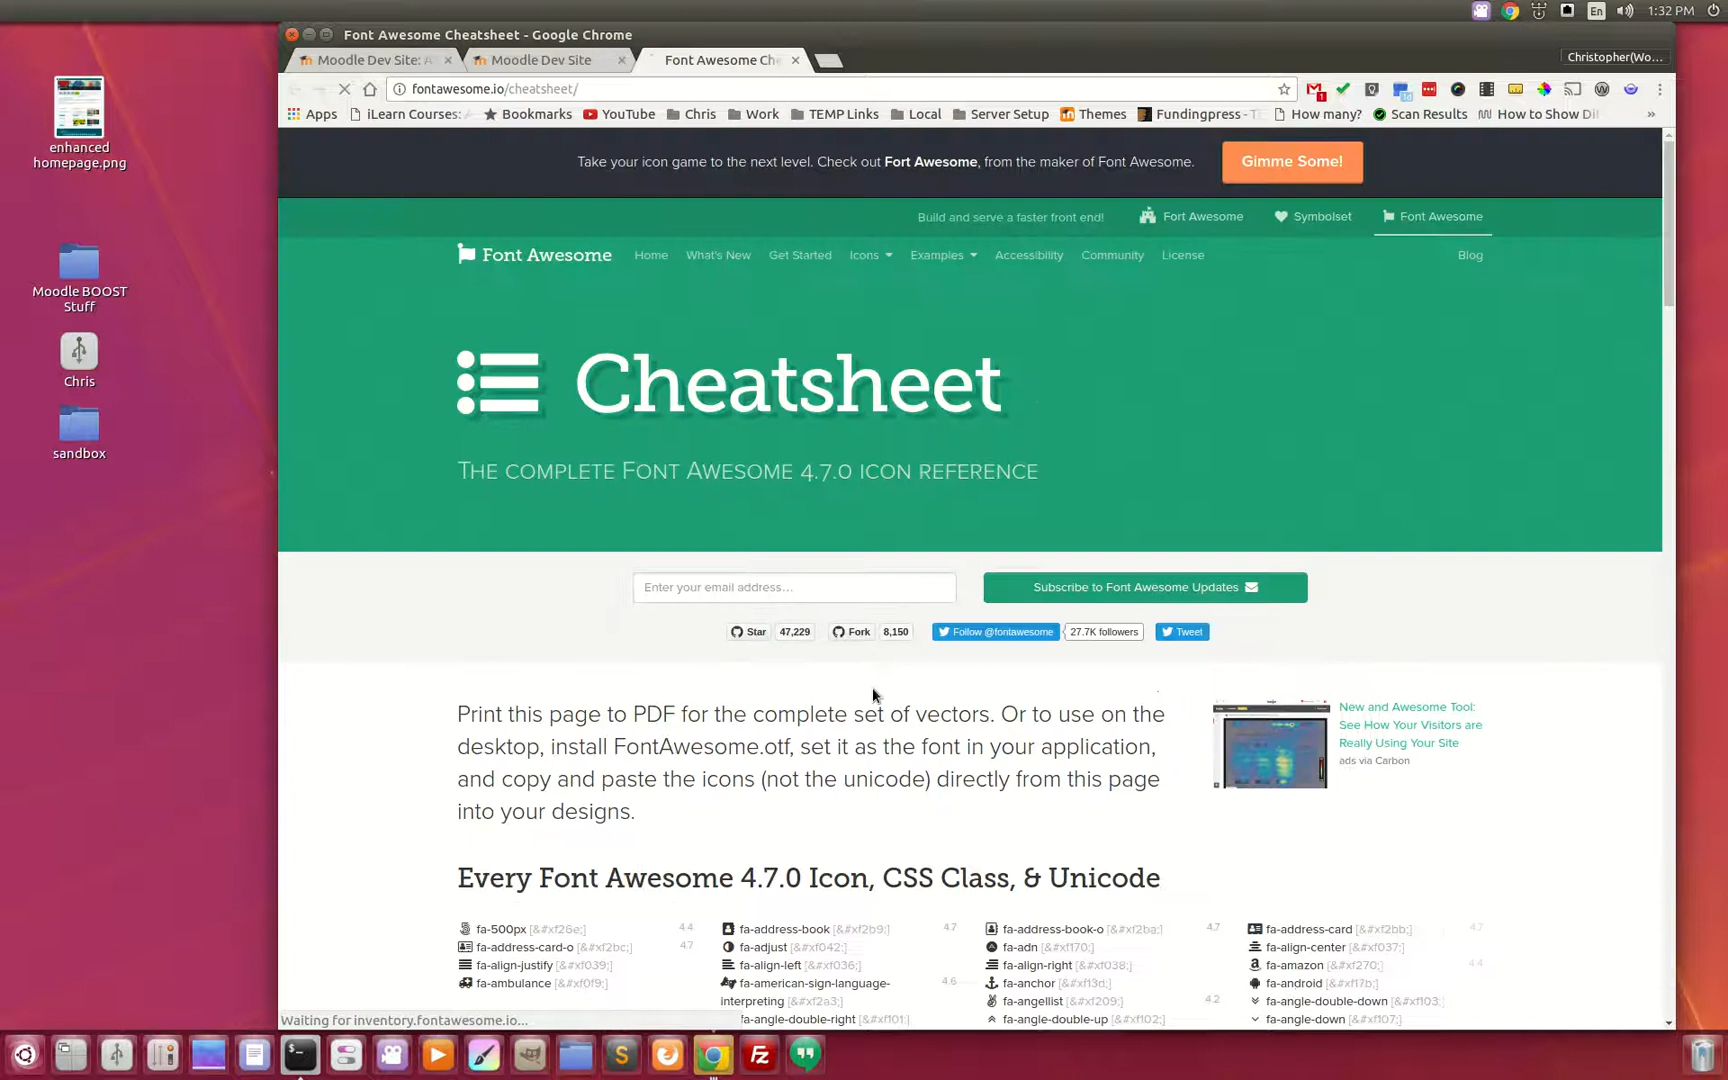 1:32 PM
En
Font Awesome Cheatsheet - Google Chrome
Moodle Dev Site:
Moodle Dev Site
Font Awesome Che
Christopher(Wo...
fontawesome.io/cheatsheet/
Apps
iLearn Courses:
Bookmarks
YouTube
Chris
Work
TEMP Links
Local
Server Setup
Themes
Fundingpress -
How many?
Scan Results
How to Show Di
»
enhanced
homepage.png
Moodle BOOST
Stuff
Chris
sandbox
Take your icon game to the next level. Check out Fort Awesome, from the maker of Font Awesome.
Gimme Some!
Build and serve a faster front end!
Fort Awesome
Symbolset
Font Awesome
Font Awesome
Home
What's New
Get Started
Icons
Examples
Accessibility
Community
License
Blog
Cheatsheet
THE COMPLETE FONT AWESOME 4.7.0 ICON REFERENCE
Enter your email address...
Subscribe to Font Awesome Updates
Star
47,229
Fork
8,150
Follow @fontawesome
27.7K followers
Tweet
Print this page to PDF for the complete set of vectors. Or to use on the
desktop, install FontAwesome.otf, set it as the font in your application,
and copy and paste the icons (not the unicode) directly from this page
into your designs.
New and Awesome Tool:
See How Your Visitors are
Really Using Your Site
ads via Carbon
Every Font Awesome 4.7.0 Icon, CSS Class, & Unicode
fa-500px [&#xf26e;] 4.4
fa-address-book [&#xf2b9;] 4.7
fa-address-book-o [&#xf2ba;] 4.7
fa-address-card [&#xf2bb;] 4.7
fa-address-card-o [&#xf2bc;] 4.7
fa-adjust [&#xf042;]
fa-adn [&#xf170;]
fa-align-center [&#xf037;]
fa-align-justify [&#xf039;]
fa-align-left [&#xf036;]
fa-align-right [&#xf038;]
fa-amazon [&#xf270;] 4.4
fa-ambulance [&#xf0f9;]
fa-american-sign-language-
interpreting [&#xf2a3;] 4.6
fa-anchor [&#xf13d;]
fa-android [&#xf17b;]
fa-angellist [&#xf209;] 4.2
fa-angle-double-down [&#xf103;
fa-angle-double-right [&#xf101;
fa-angle-double-up [&#xf102;]
fa-angle-down [&#xf107;]
Waiting for inventory.fontawesome.io...